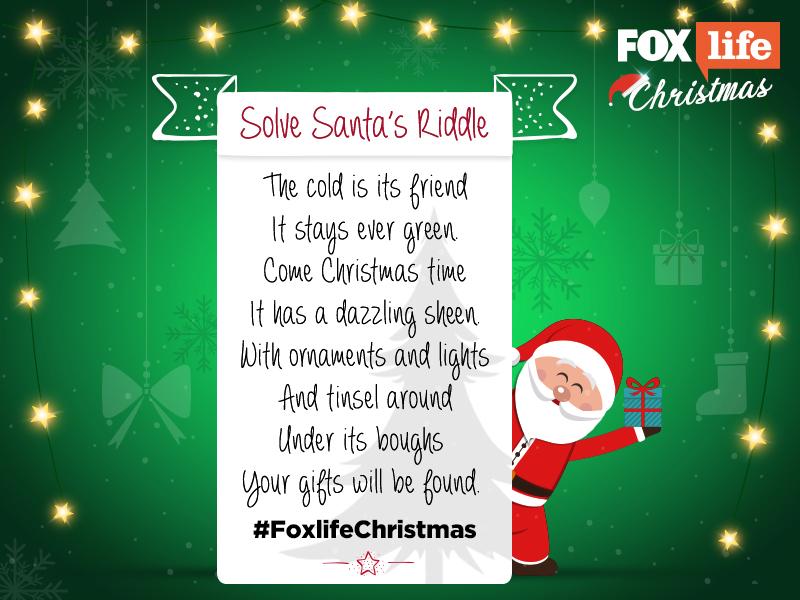 FOX life
Christmas
Solve Santa's Riddle
The cold is its friend
It stays ever green.
Come Christmas time
It has a dazzling sheen.
With ornaments and lights
And tinsel around
Under its boughs
Your gifts will be found.
#FoxlifeChristmas